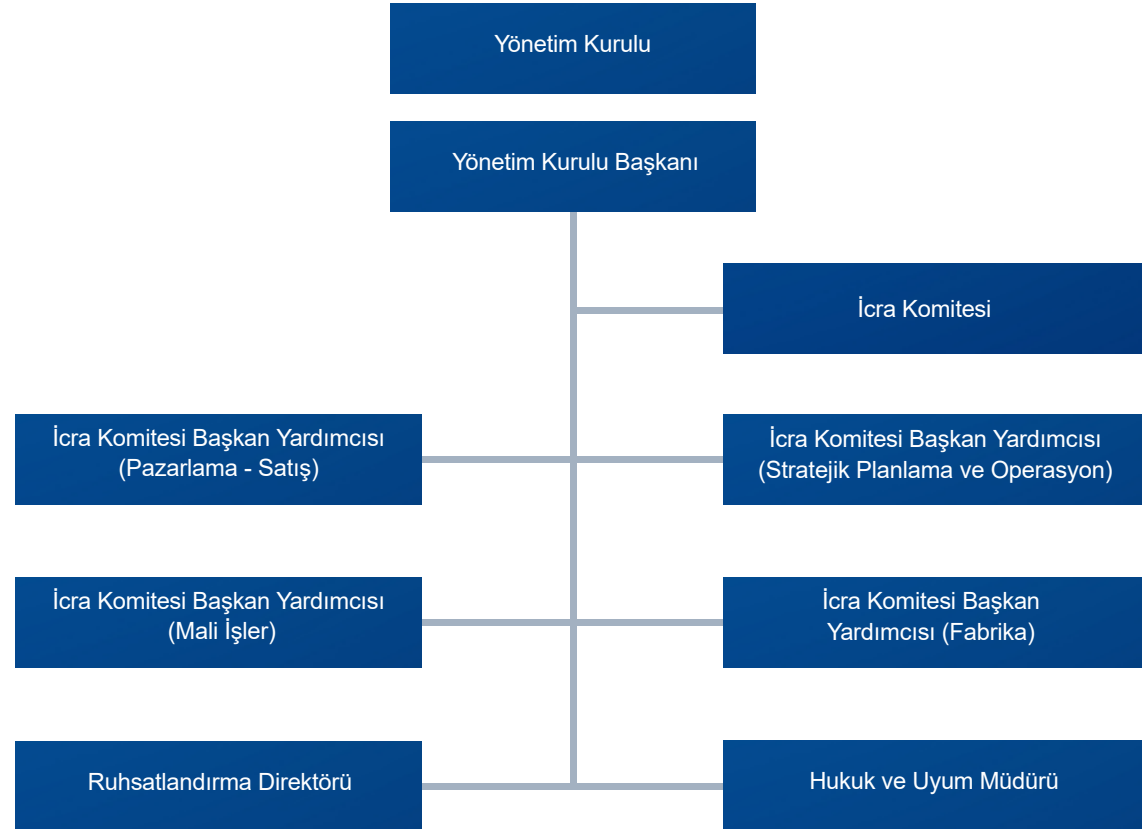 Yönetim Kurulu
Yönetim Kurulu Başkanı
İcra Komitesi
İcra Komitesi Başkan Yardımcısı
(Pazarlama - Satış)
İcra Komitesi Başkan Yardımcısı
(Stratejik Planlama ve Operasyon)
İcra Komitesi Başkan Yardımcısı
(Mali İşler)
İcra Komitesi Başkan
Yardımcısı (Fabrika)
Ruhsatlandırma Direktörü
Hukuk ve Uyum Müdürü